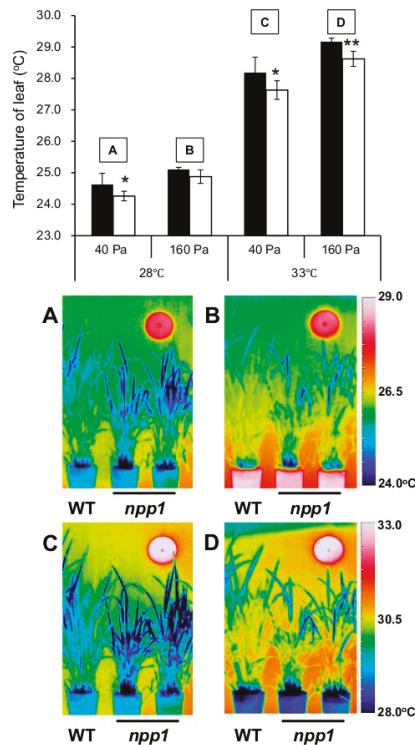 Temperature of leaf (°C)
29.0
28.0
27.0
26.0
25.0
24.0
23.0
A
B
C
D
*
*
**
40 Pa
160 Pa
40 Pa
160 Pa
28℃
33℃
A
B
29.0
26.5
24.0°C
WT
npp1
WT
npp1
C
D
33.0
30.5
28.0°C
WT
npp1
WT
npp1